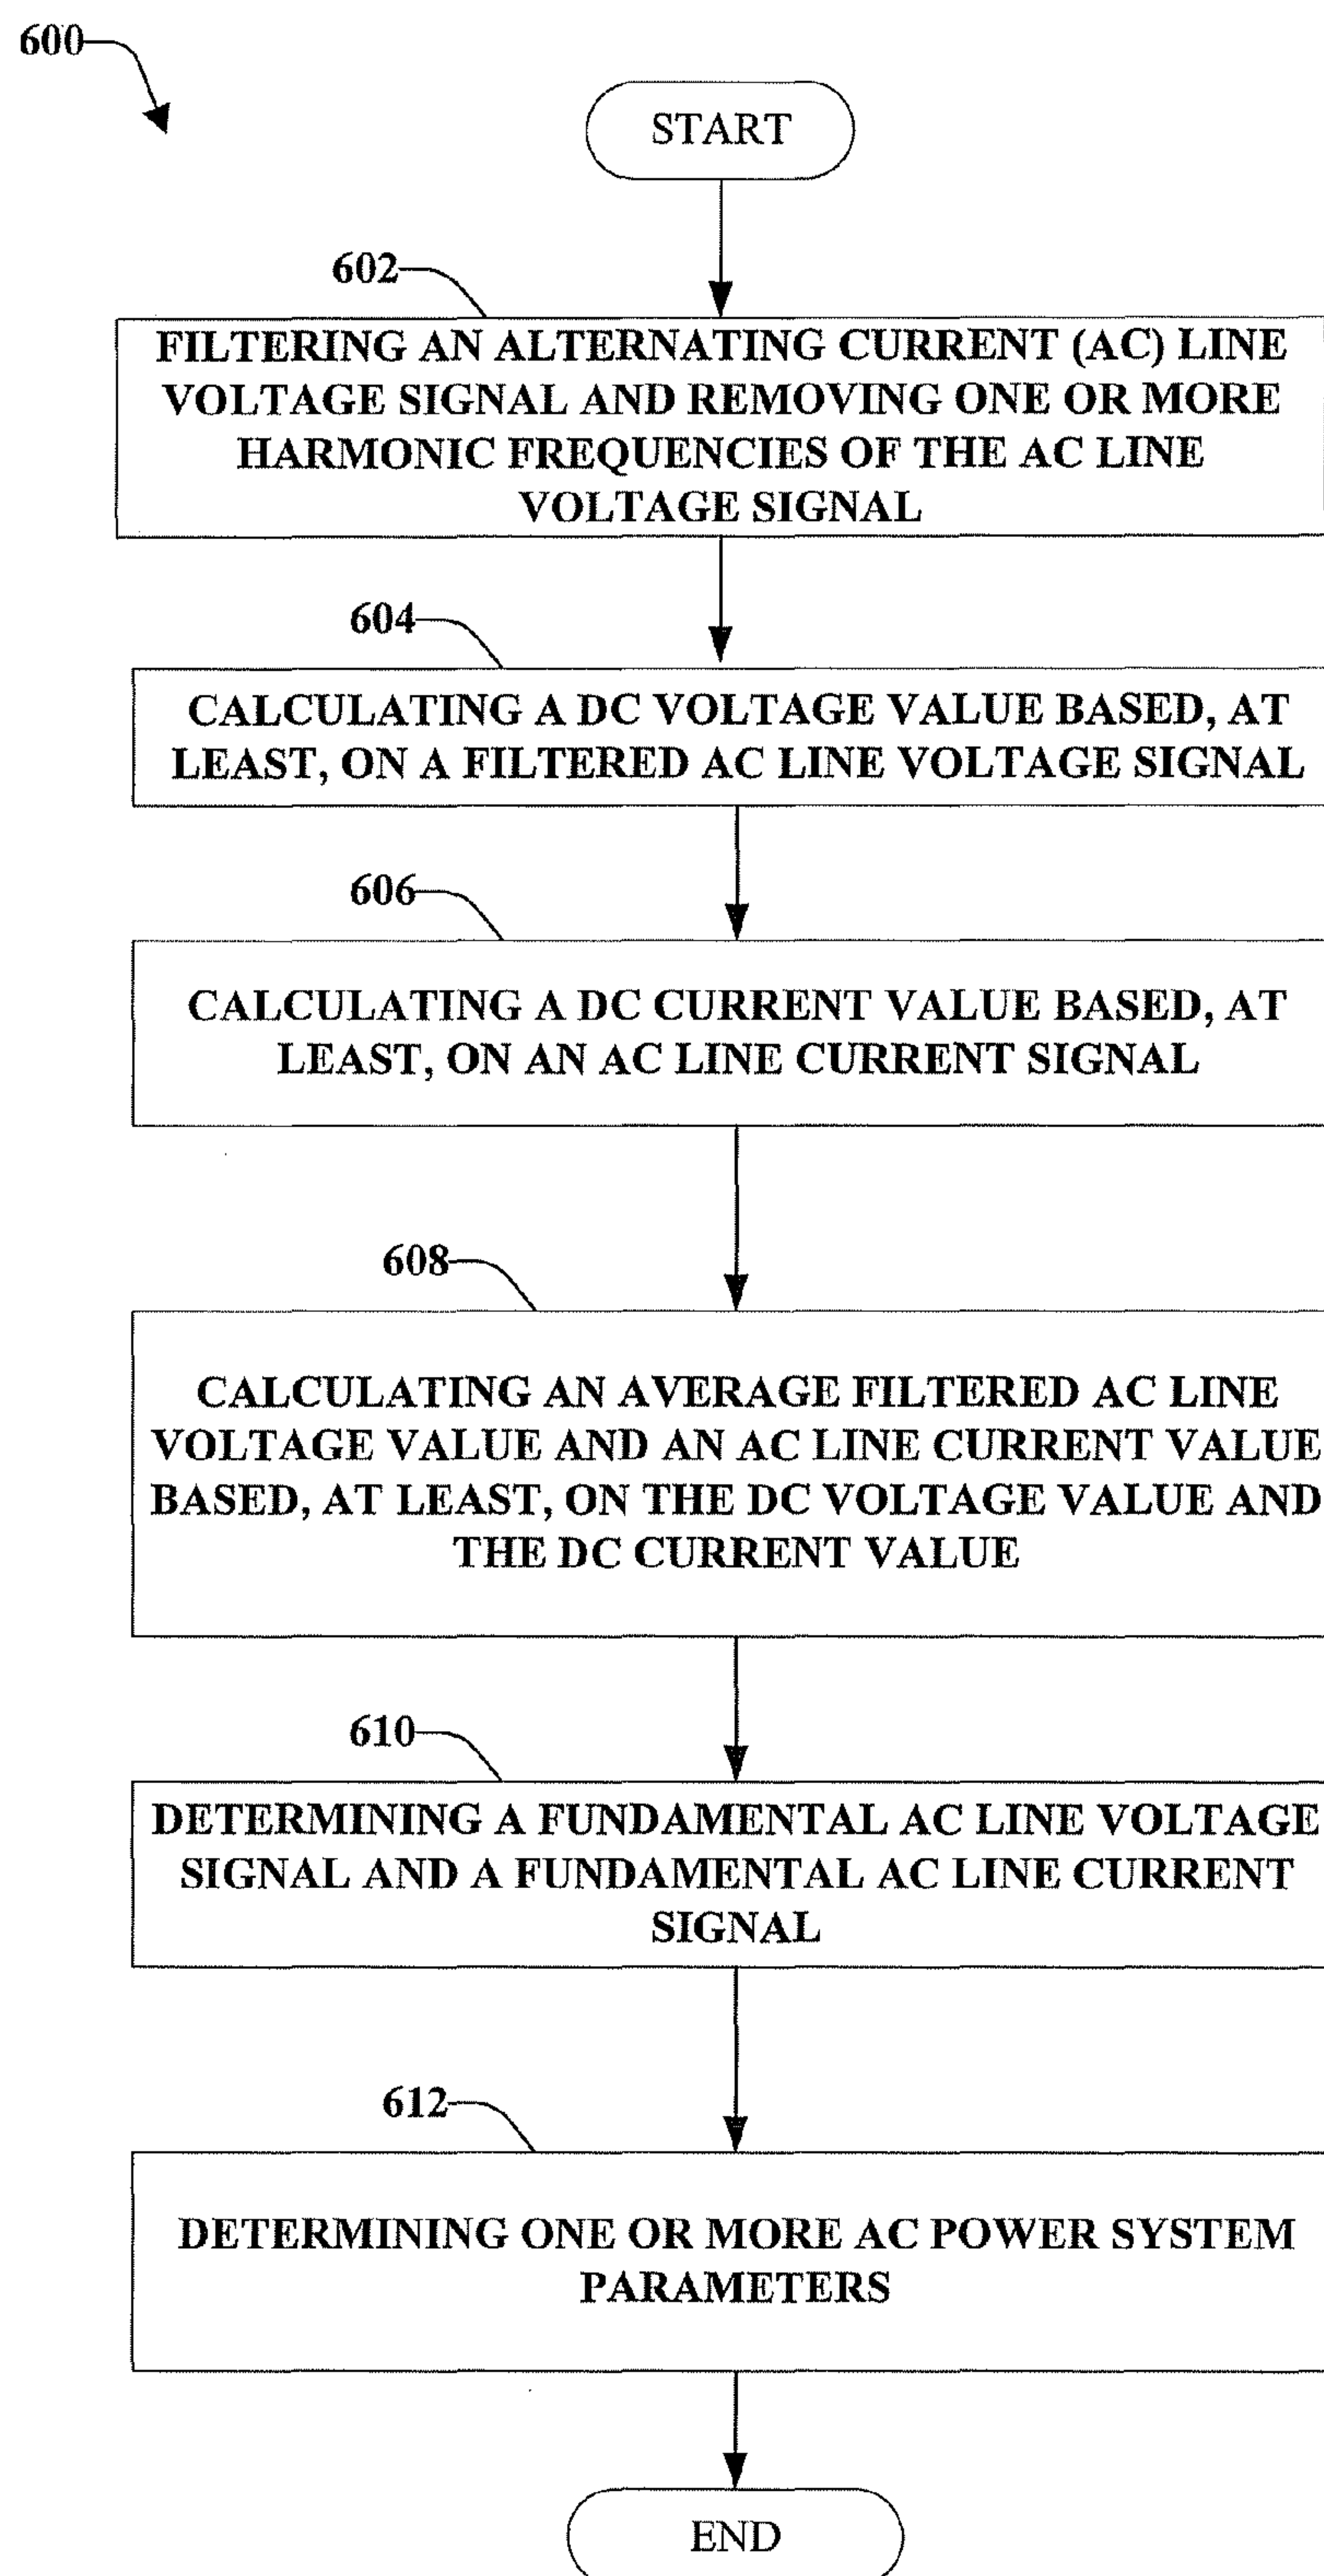 600
START
602
FILTERING AN ALTERNATING CURRENT (AC) LINE
VOLTAGE SIGNAL AND REMOVING ONE OR MORE
HARMONIC FREQUENCIES OF THE AC LINE
VOLTAGE SIGNAL
604
CALCULATING A DC VOLTAGE VALUE BASED, AT
LEAST, ON A FILTERED AC LINE VOLTAGE SIGNAL
606
CALCULATING A DC CURRENT VALUE BASED, AT
LEAST, ON AN AC LINE CURRENT SIGNAL
608
CALCULATING AN AVERAGE FILTERED AC LINE
VOLTAGE VALUE AND AN AC LINE CURRENT VALUE
BASED, AT LEAST, ON THE DC VOLTAGE VALUE AND
THE DC CURRENT VALUE
610
DETERMINING A FUNDAMENTAL AC LINE VOLTAGE
SIGNAL AND A FUNDAMENTAL AC LINE CURRENT
SIGNAL
612
DETERMINING ONE OR MORE AC POWER SYSTEM
PARAMETERS
END